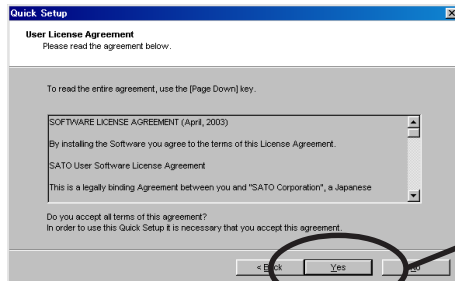 Quick Setup
User License Agreement
Please read the agreement below.
To read the entire agreement, use the [Page Down] key.
SOFTWARE LICENSE AGREEMENT (April, 2003)
By installing the Software you agree to the terms of this License Agreement.
SATO User Software License Agreement
This is a legally binding Agreement between you and "SATO Corporation", a Japanese
Do you accept all terms of this agreement?
In order to use this Quick Setup it is necessary that you accept this agreement.
< Yes